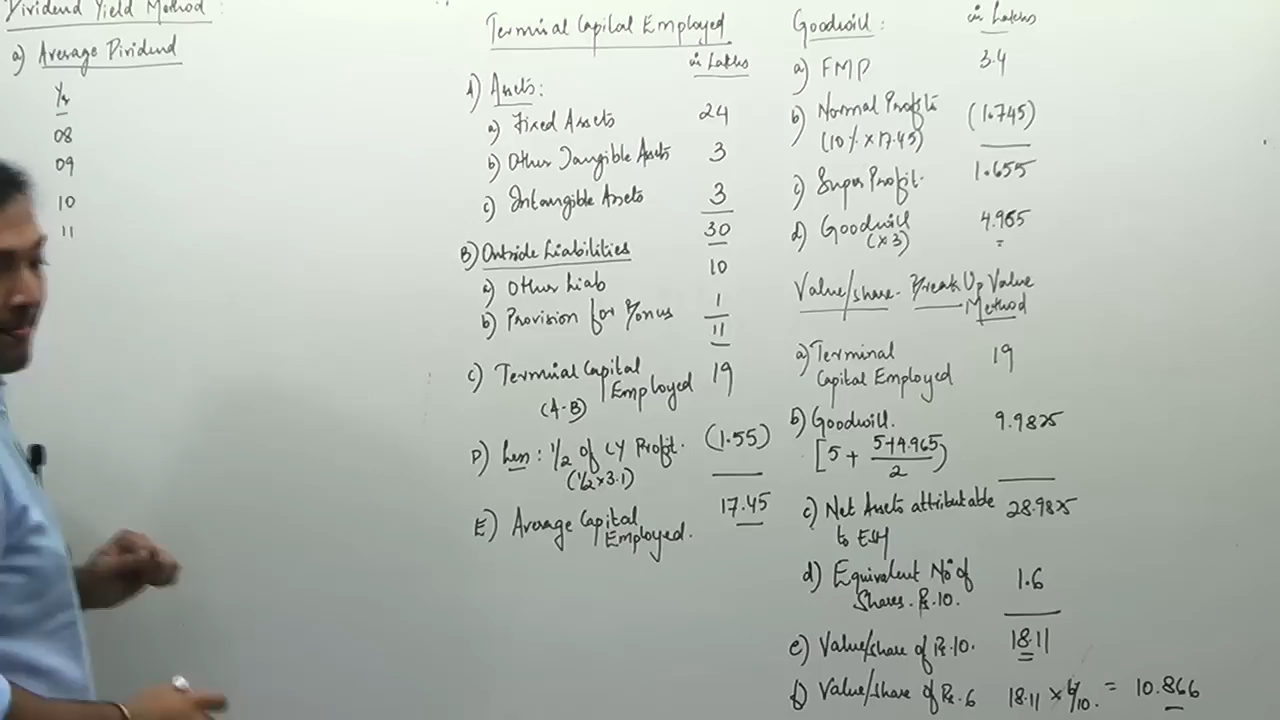 Dividend Yield Method :
a) Average Dividend
Yr
08
09
10
11
Terminal Capital Employed
in Lakhs
A) Assets:
a) Fixed Assets 24
b) Other Tangible Assets 3
c) Intangible Assets 3
30
B) Outside Liabilities
a) Other Liab 10
b) Provision for Bonus 1
11
C) Terminal Capital Employed 19
(A-B)
D) Less: 1/2 of CY Profit. (1.55)
(1/2 x 3.1)
E) Average Capital Employed. 17.45
Goodwill : in Lakhs
a) FMP 3.4
b) Normal Profits (1.745)
(10% x 17.45)
c) Super Profit. 1.655
d) Goodwill 4.965
(x3)
Value/share - Break Up Value Method
a) Terminal Capital Employed 19
b) Goodwill. 9.9825
[5 + 5+4.965/2)
c) Net Assets attributable to ESH 28.9825
d) Equivalent No of Shares. Rs.10. 1.6
e) Value/share of Rs.10. 18.11
f) Value/share of Rs.6 18.11 x 6/10. = 10.866